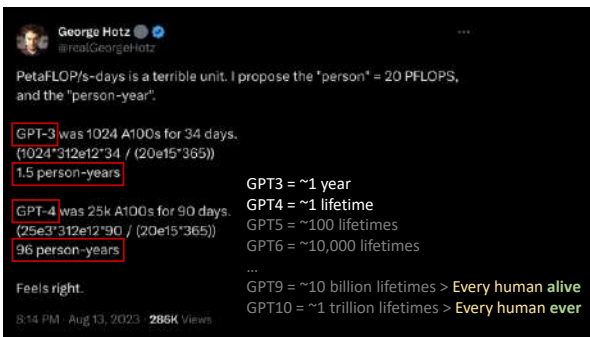 George Hotz
@realGeorgeHotz
PetaFLOP/s-days is a terrible unit. I propose the "person" = 20 PFLOPS,
and the "person-year".
GPT-3 was 1024 A100s for 34 days.
(1024*312e12*34 / (20e15*365))
1.5 person-years
GPT-4 was 25k A100s for 90 days.
(25e3*312e12*90 / (20e15*365))
96 person-years
Feels right.
8:14 PM · Aug 13, 2023 · 286K Views
GPT3 = ~1 year
GPT4 = ~1 lifetime
GPT5 = ~100 lifetimes
GPT6 = ~10,000 lifetimes
...
GPT9 = ~10 billion lifetimes > Every human alive
GPT10 = ~1 trillion lifetimes > Every human ever